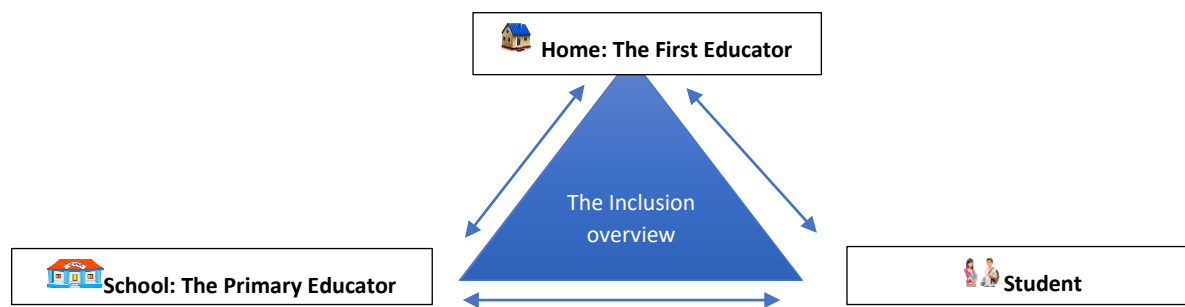 Home: The First Educator
The Inclusion
overview
School: The Primary Educator
Student